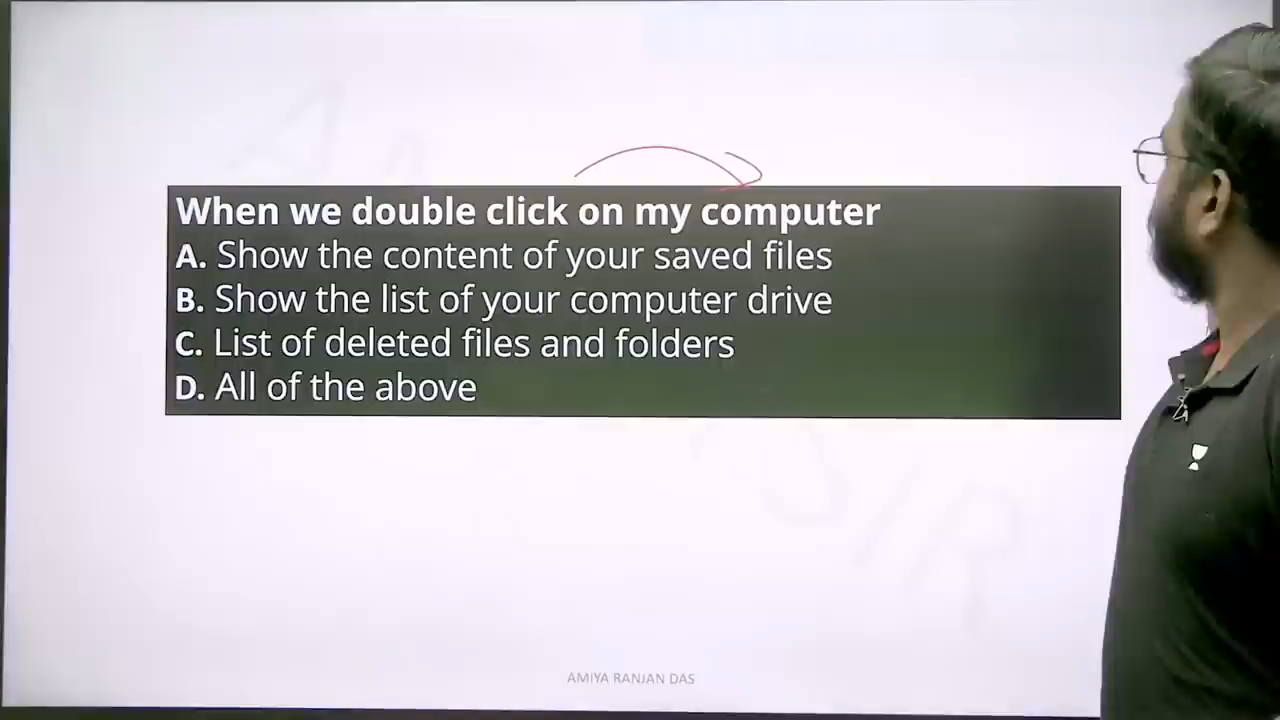 When we double click on my computer
A. Show the content of your saved files
B. Show the list of your computer drive
C. List of deleted files and folders
D. All of the above
AMIYA RANJAN DAS